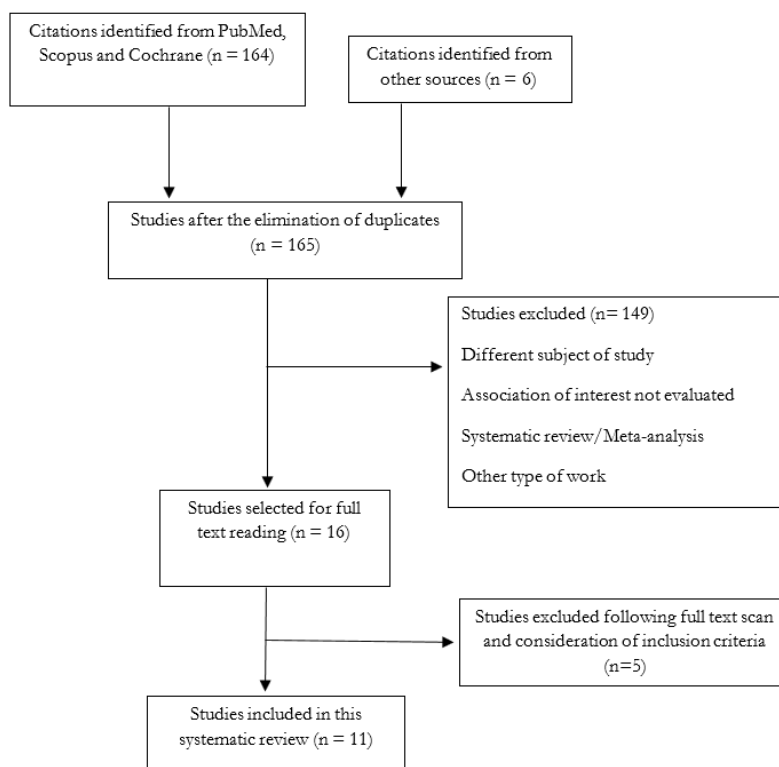 Citations identified from PubMed,
Scopus and Cochrane (n = 164)
Citations identified from
other sources (n = 6)
Studies after the elimination of duplicates
(n = 165)
Studies excluded (n= 149)
Different subject of study
Association of interest not evaluated
Systematic review/Meta-analysis
Other type of work
Studies selected for full
text reading (n = 16)
Studies excluded following full text scan
and consideration of inclusion criteria
(n=5)
Studies included in this
systematic review (n = 11)